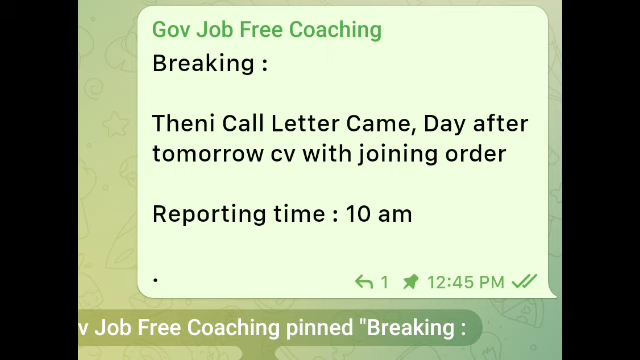 Gov Job Free Coaching
Breaking :
Theni Call Letter Came, Day after
tomorrow cv with joining order
Reporting time : 10 am
.
1 12:45 PM
v Job Free Coaching pinned "Breaking :